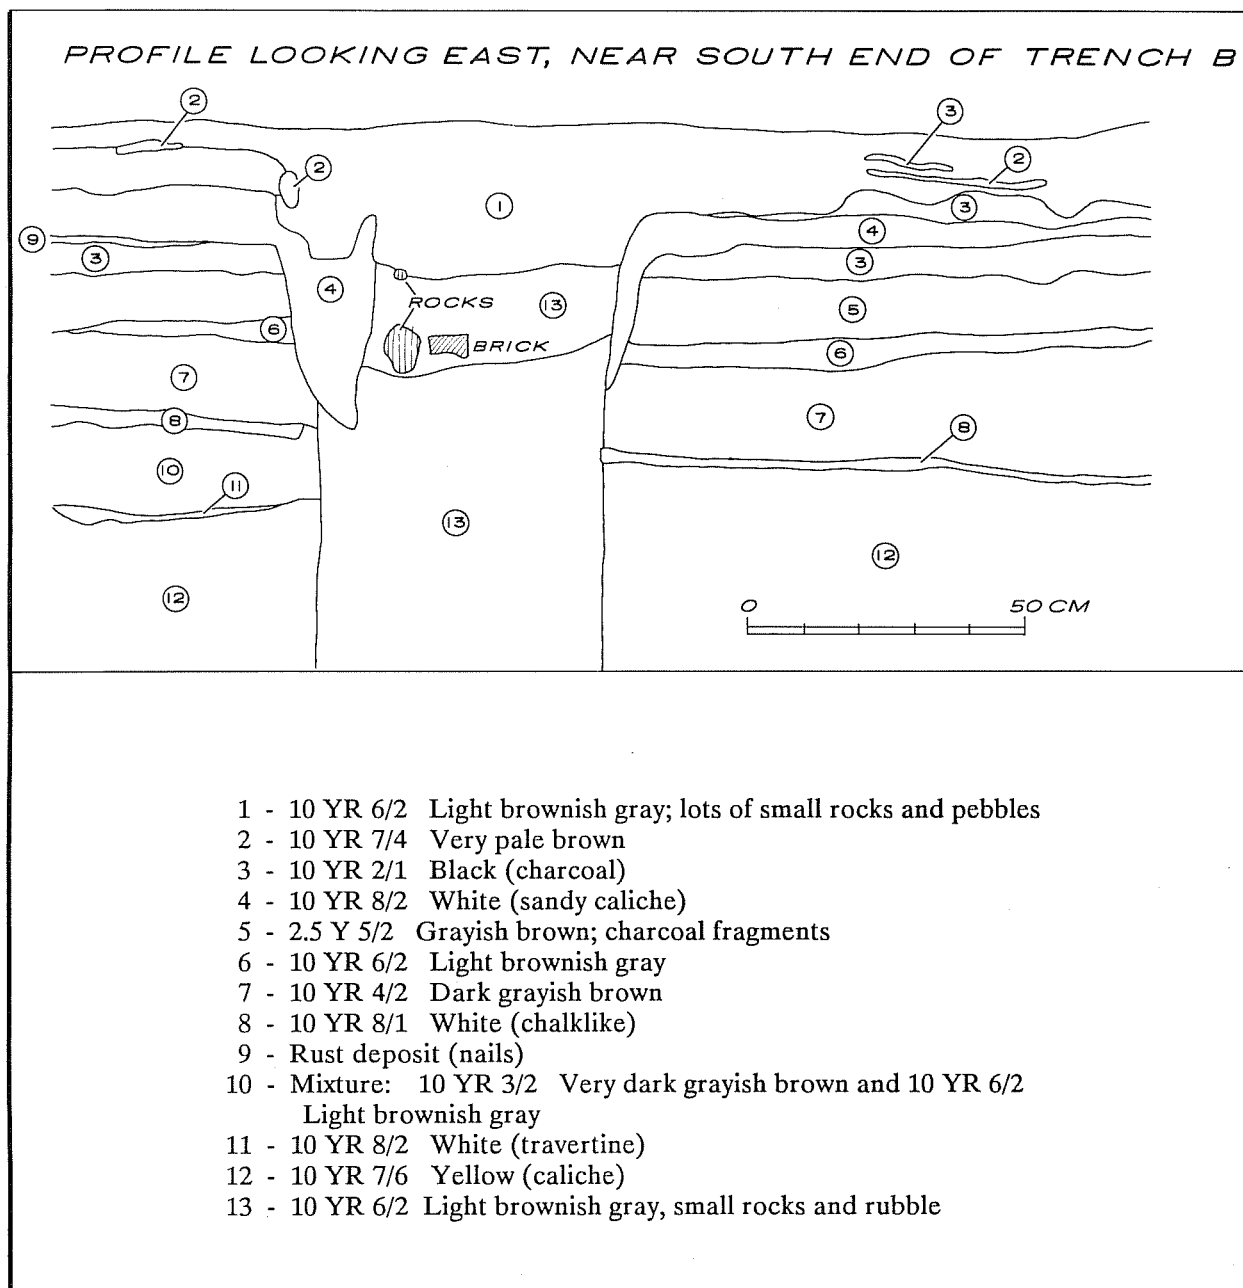 PROFILE LOOKING EAST, NEAR SOUTH END OF TRENCH B
2
3
2
2
1
3
9
4
3
3
4
ROCKS
13
5
6
BRICK
6
7
7
8
8
10
11
13
12
12
0 50 CM
1 - 10 YR 6/2 Light brownish gray; lots of small rocks and pebbles
2 - 10 YR 7/4 Very pale brown
3 - 10 YR 2/1 Black (charcoal)
4 - 10 YR 8/2 White (sandy caliche)
5 - 2.5 Y 5/2 Grayish brown; charcoal fragments
6 - 10 YR 6/2 Light brownish gray
7 - 10 YR 4/2 Dark grayish brown
8 - 10 YR 8/1 White (chalklike)
9 - Rust deposit (nails)
10 - Mixture: 10 YR 3/2 Very dark grayish brown and 10 YR 6/2
Light brownish gray
11 - 10 YR 8/2 White (travertine)
12 - 10 YR 7/6 Yellow (caliche)
13 - 10 YR 6/2 Light brownish gray, small rocks and rubble